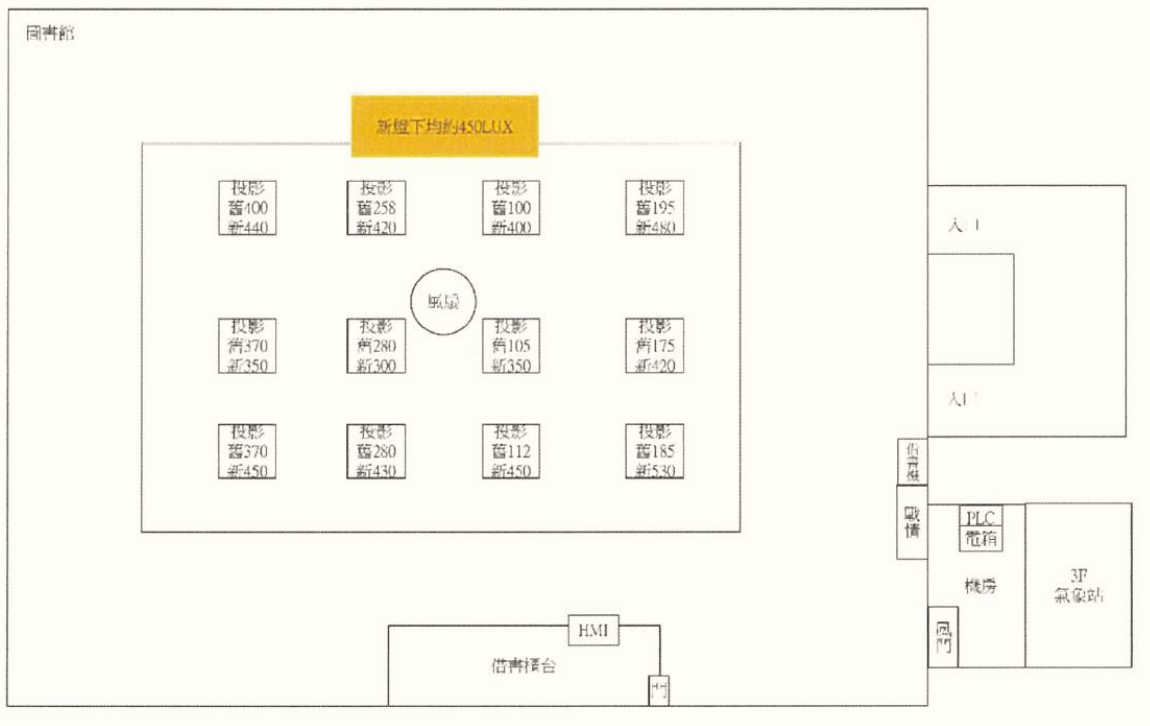 圖書館
新燈下均約450LUX
投影
舊400
新440
投影
舊258
新420
投影
舊100
新400
投影
舊195
新480
入口
風扇
投影
舊370
新350
投影
舊280
新300
投影
舊105
新350
投影
舊175
新420
入口
投影
舊370
新450
投影
舊280
新430
投影
舊112
新450
投影
舊185
新530
借書機
戰情
PLC
電箱
機房
3F
氣象站
風門
HMI
借書櫃台
門